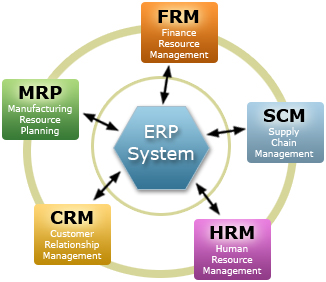 FRM
Finance
Resource
Management
MRP
Manufacturing
Resource
Planning
ERP
System
SCM
Supply
Chain
Management
CRM
Customer
Relationship
Management
HRM
Human
Resource
Management